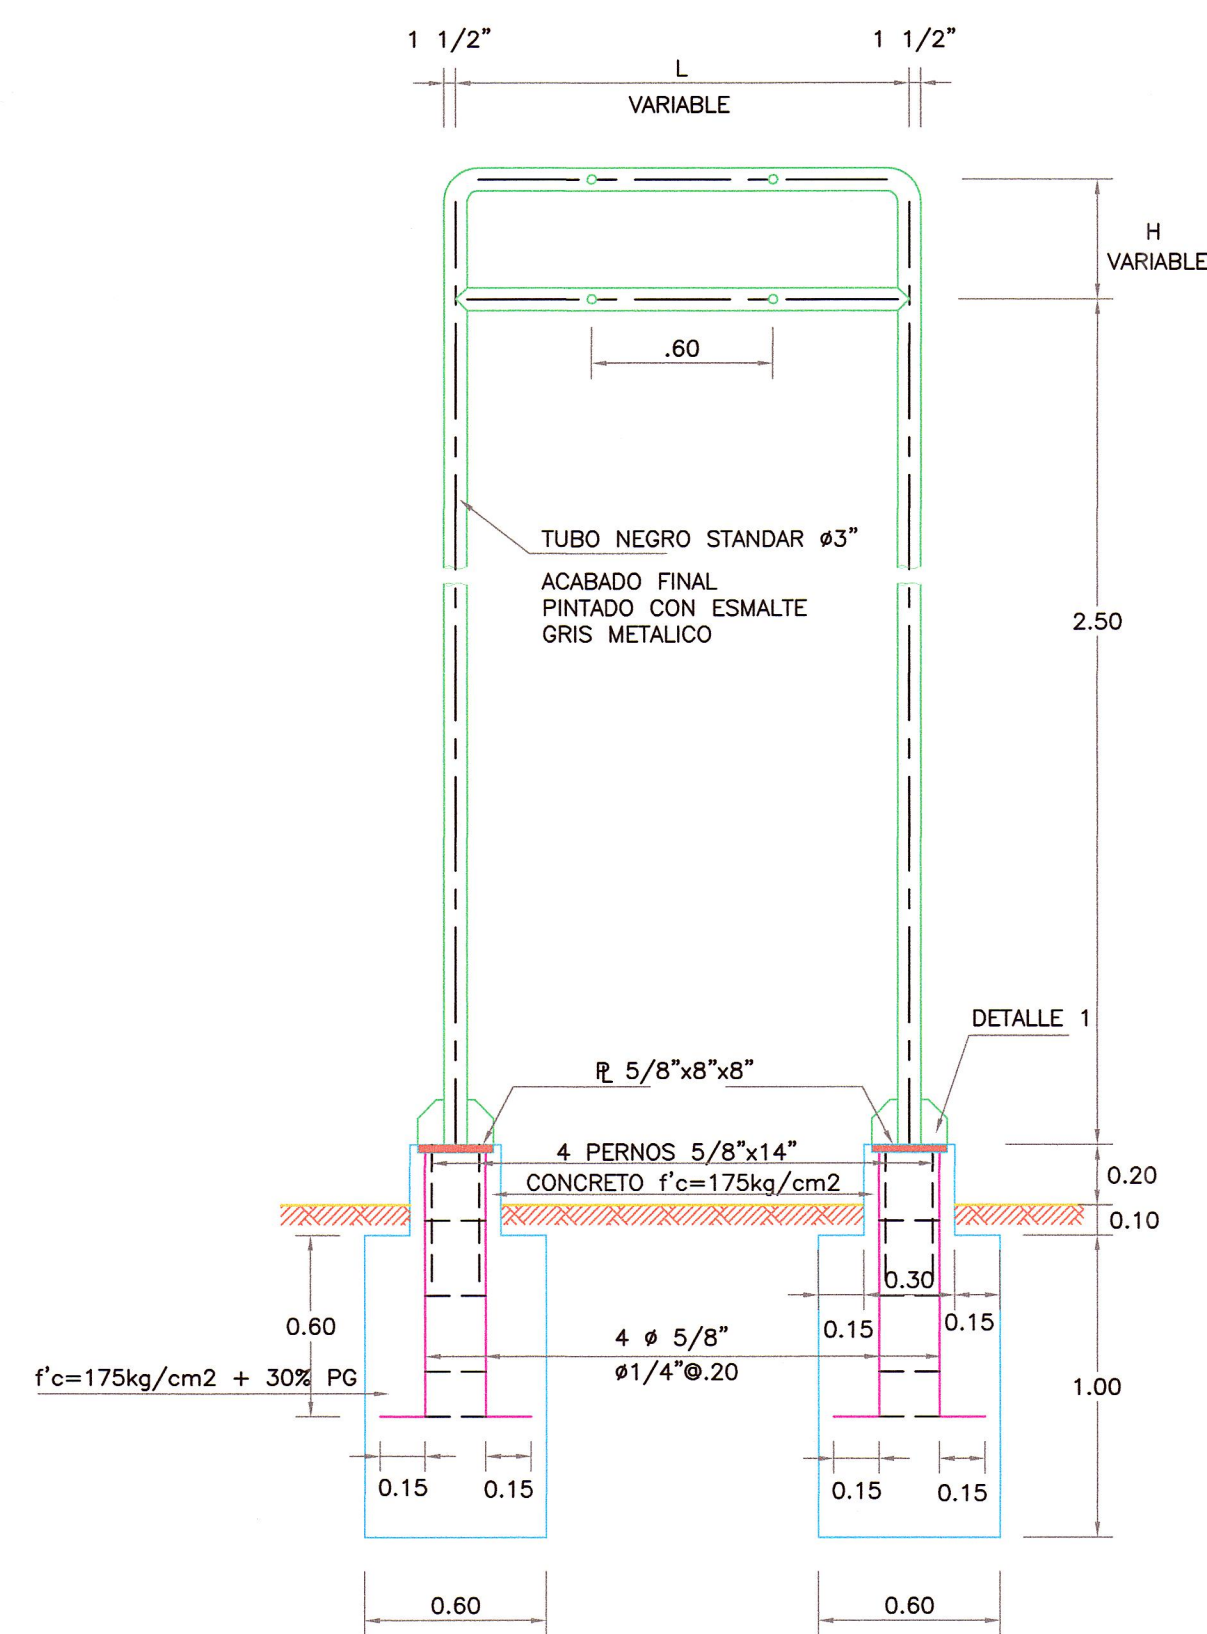 1 1/2”
1 1/2”
L
VARIABLE
H
VARIABLE
.60
TUBO NEGRO STANDAR ø3”
ACABADO FINAL
PINTADO CON ESMALTE
GRIS METALICO
2.50
DETALLE 1
PL 5/8”x8”x8”
4 PERNOS 5/8”x14”
CONCRETO f'c=175kg/cm2
0.20
0.10
0.30
0.60
0.15
0.15
4 ø 5/8”
ø1/4”@.20
f'c=175kg/cm2 + 30% PG
1.00
0.15
0.15
0.15
0.15
0.60
0.60